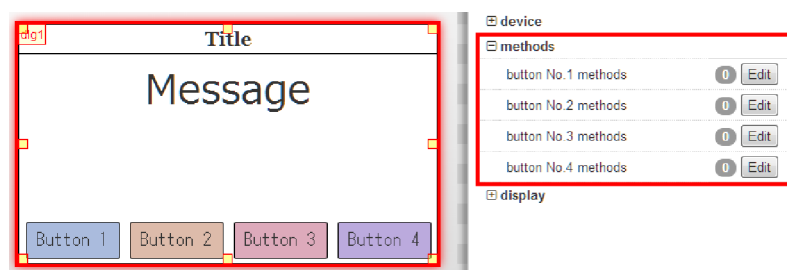 dlg1
Title
Message
Button 1 Button 2 Button 3 Button 4
device
methods
button No.1 methods 0 Edit
button No.2 methods 0 Edit
button No.3 methods 0 Edit
button No.4 methods 0 Edit
display